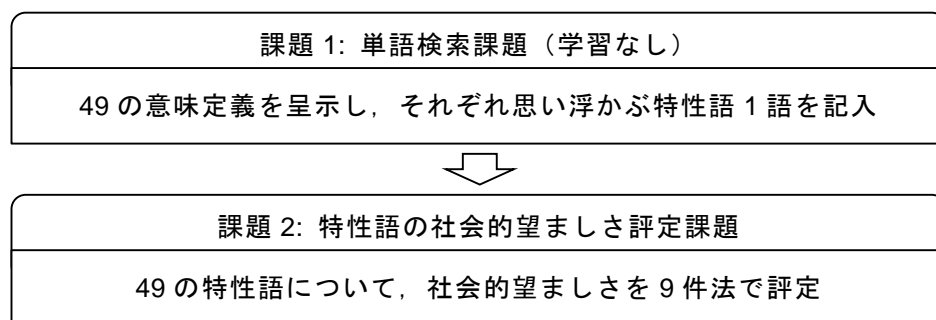 課題 1: 単語検索課題（学習なし）
49 の意味定義を呈示し，それぞれ思い浮かぶ特性語 1 語を記入
課題 2: 特性語の社会的望ましさ評定課題
49 の特性語について，社会的望ましさを 9 件法で評定